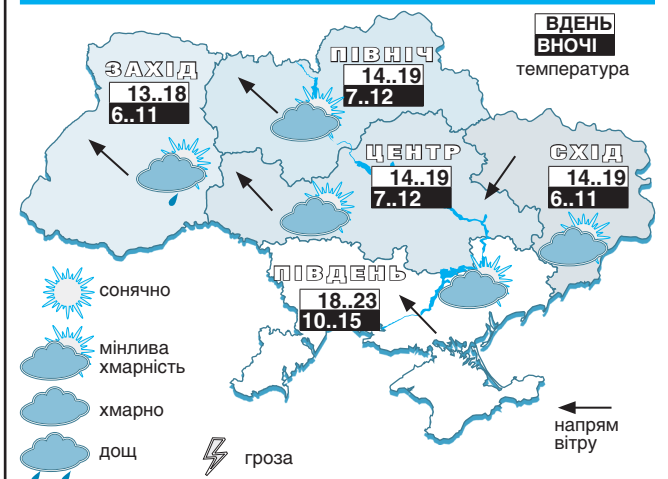 ВДЕНЬ
ВНОЧІ
температура
ПІВНІЧ
14..19
7..12
ЗАХІД
13..18
6..11
ЦЕНТР
14..19
7..12
СХІД
14..19
6..11
ПІВДЕНЬ
18..23
10..15
сонячно
мінлива
хмарність
хмарно
дощ
гроза
напрям
вітру